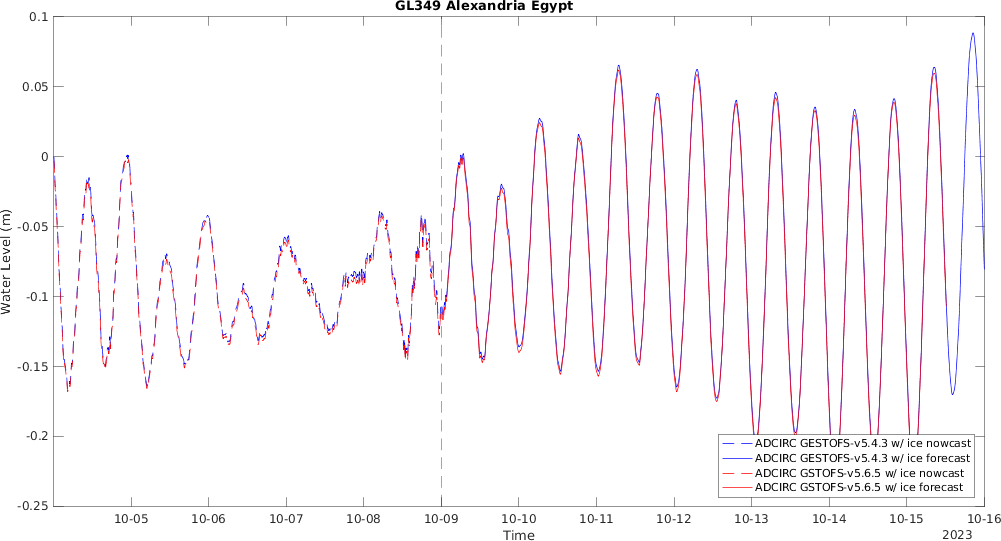 GL349 Alexandria Egypt
0.1
0.05
0
-0.05
-0.1
-0.15
-0.2
-0.25
Water Level (m)
ADCIRC GESTOFS-v5.4.3 w/ ice nowcast
ADCIRC GESTOFS-v5.4.3 w/ ice forecast
ADCIRC GSTOFS-v5.6.5 w/ ice nowcast
ADCIRC GSTOFS-v5.6.5 w/ ice forecast
10-05 10-06 10-07 10-08 10-09 10-10 10-11 10-12 10-13 10-14 10-15 10-16
Time
2023